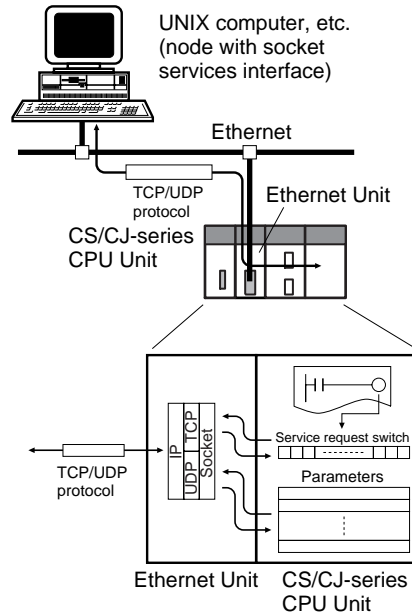 UNIX computer, etc.
(node with socket
services interface)
Ethernet
TCP/UDP
protocol
Ethernet Unit
CS/CJ-series
CPU Unit
Service request switch
Parameters
IP
UDP TCP
Socket
TCP/UDP
protocol
Ethernet Unit
CS/CJ-series
CPU Unit